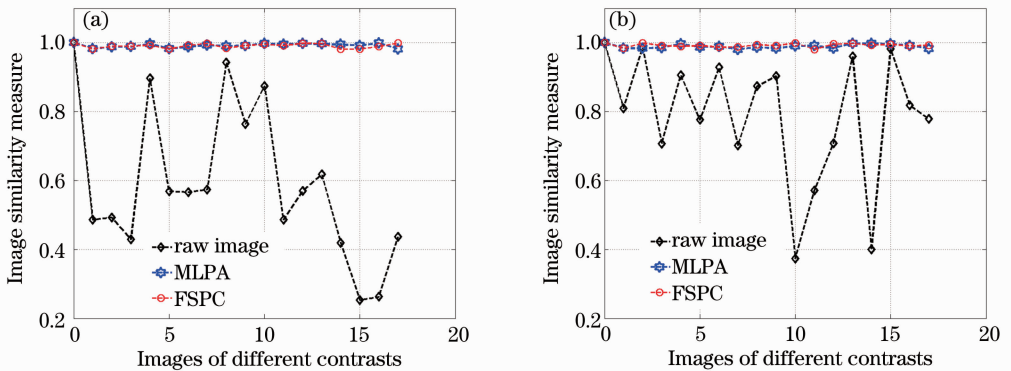 (a)
1.0
0.8
0.6
0.4
0.2
0
5
10
15
20
Image similarity measure
Images of different contrasts
raw image
MLPA
FSPC
(b)
1.0
0.8
0.6
0.4
0.2
0
5
10
15
20
Image similarity measure
Images of different contrasts
raw image
MLPA
FSPC